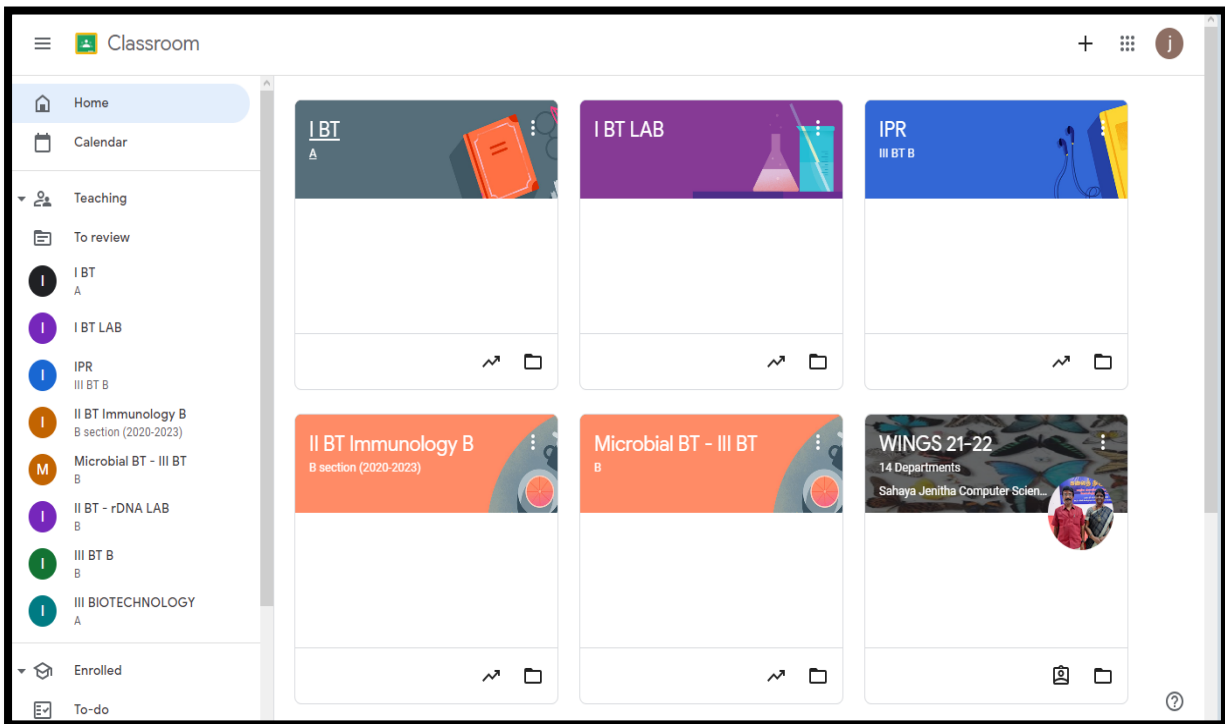 Classroom
j
Home
Calendar
Teaching
To review
I
I BT
A
I
I BT LAB
I
IPR
III BT B
I
II BT Immunology B
B section (2020-2023)
M
Microbial BT - III BT
B
I
II BT - rDNA LAB
B
I
III BT B
B
I
III BIOTECHNOLOGY
A
Enrolled
To-do
I BT
A
I BT LAB
IPR
III BT B
II BT Immunology B
B section (2020-2023)
Microbial BT - III BT
B
WINGS 21-22
14 Departments
Sahaya Jenitha Computer Scien...